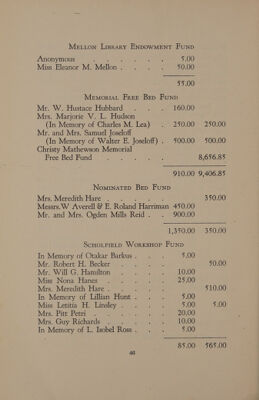 Mellon Library Endowment Fund
Anonymous . . . . . . 5.00
Miss Eleanor M. Mellon . . . . 50.00
55.00
Memorial Free Bed Fund
Mr. W. Hustace Hubbard . . . 160.00
Mrs. Marjorie V. L. Hudson
(In Memory of Charles M. Lea) . 250.00 250.00
Mr. and Mrs. Samuel Joseloff
(In Memory of Walter E. Joseloff) . 500.00 500.00
Christy Mathewson Memorial
Free Bed Fund . . . . . 8,656.85
910.00 9,406.85
Nominated Bed Fund
Mrs. Meredith Hare . . . . . 350.00
Messrs. W Averell & E. Roland Harriman 450.00
Mr. and Mrs. Ogden Mills Reid . . 900.00
1,350.00 350.00
Scholfield Workshop Fund
In Memory of Otakar Bartus . . . 5.00
Mr. Robert H. Becker . . . . 50.00
Mr. Will G. Hamilton . . . . 10.00
Miss Nona Hanes . . . . . 25.00
Mrs. Meredith Hare . . . . . 510.00
In Memory of Lillian Hunt . . . 5.00
Miss Letitia H. Linsley . . . . 5.00 5.00
Mrs. Pitt Petri . . . . . 20.00
Mrs. Guy Richards . . . . . 10.00
In Memory of L. Isobel Ross . . . 5.00
85.00 565.00